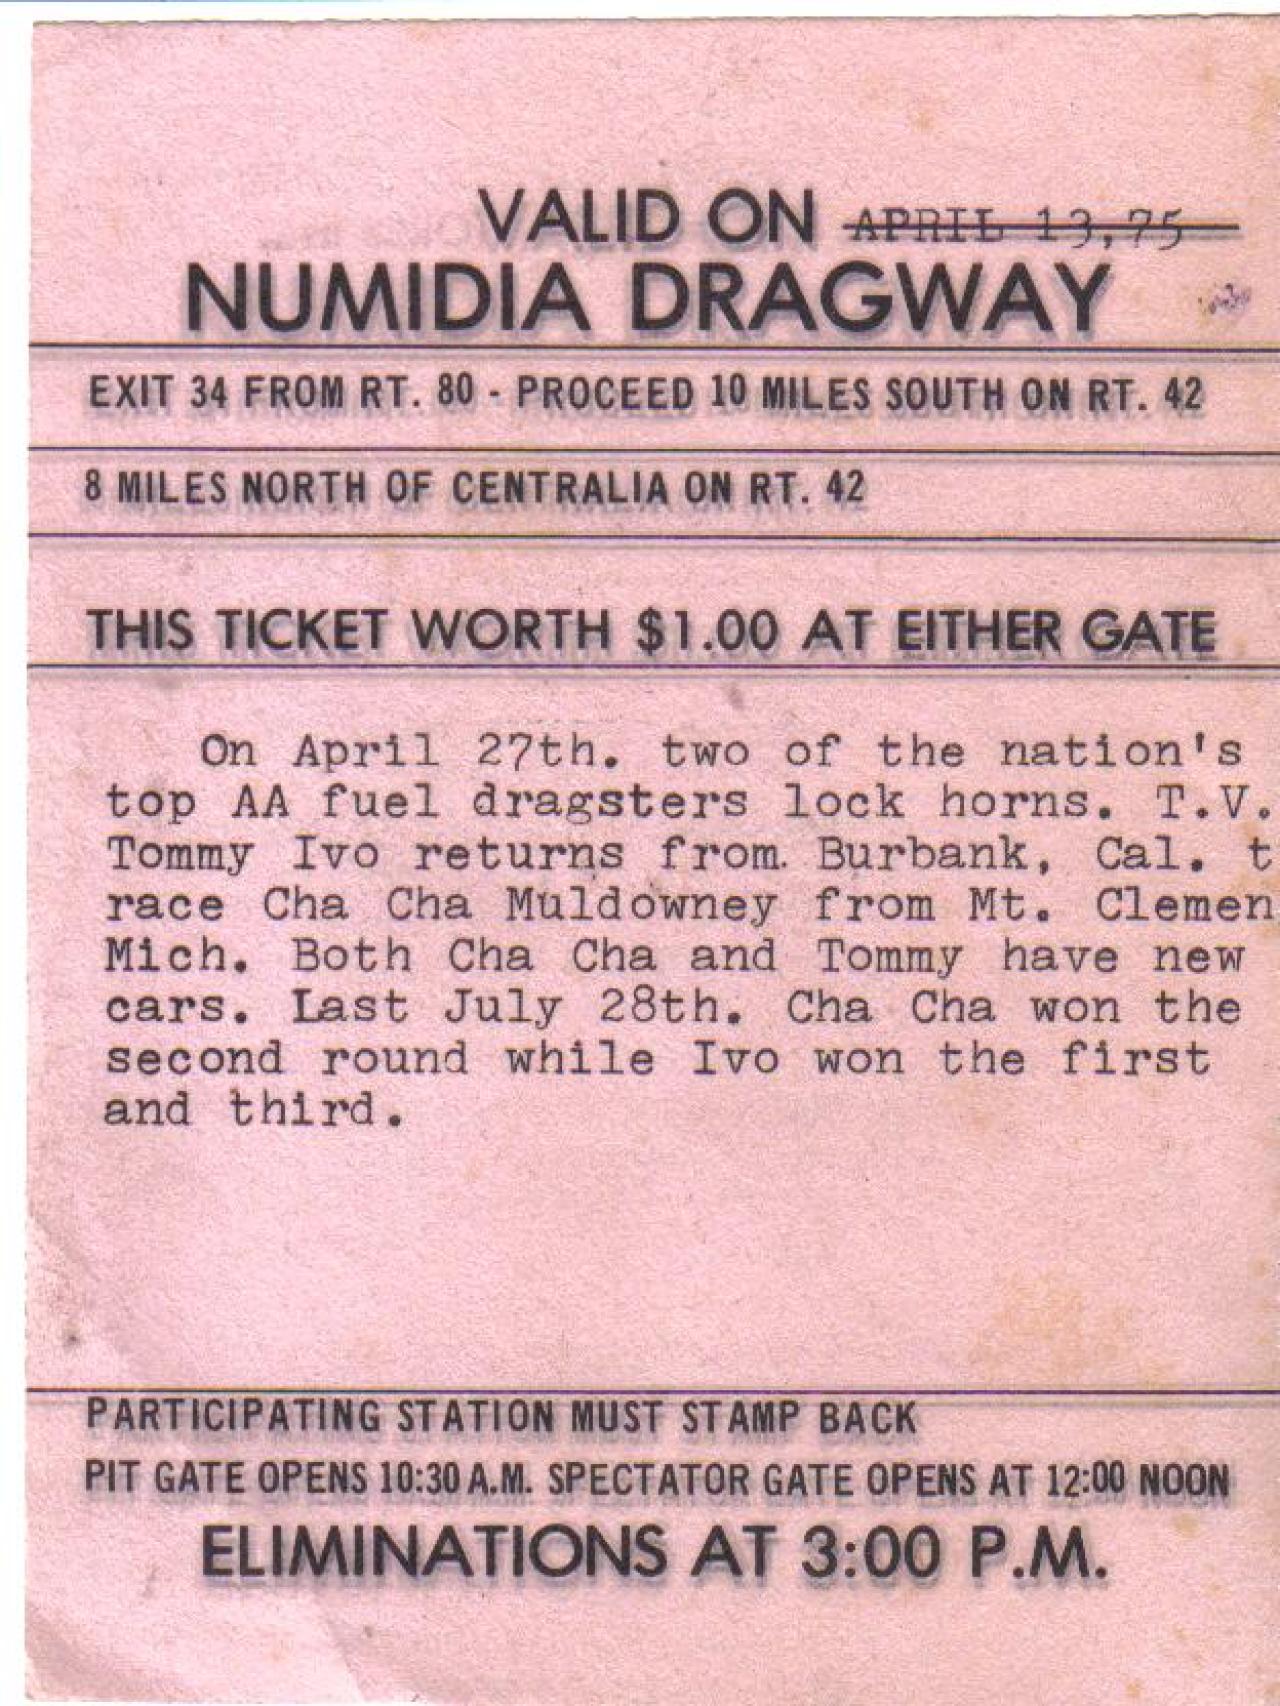 VALID ON APRIL 13,75
NUMIDIA DRAGWAY
EXIT 34 FROM RT. 80 - PROCEED 10 MILES SOUTH ON RT. 42
8 MILES NORTH OF CENTRALIA ON RT. 42
THIS TICKET WORTH $1.00 AT EITHER GATE
On April 27th. two of the nation's
top AA fuel dragsters lock horns. T.V.
Tommy Ivo returns from. Burbank, Cal. t
race Cha Cha Muldowney from Mt. Clemen
Mich. Both Cha Cha and Tommy have new
cars. Last July 28th. Cha Cha won the
second round while Ivo won the first
and third.
PARTICIPATING STATION MUST STAMP BACK
PIT GATE OPENS 10:30 A.M. SPECTATOR GATE OPENS AT 12:00 NOON
ELIMINATIONS AT 3:00 P.M.